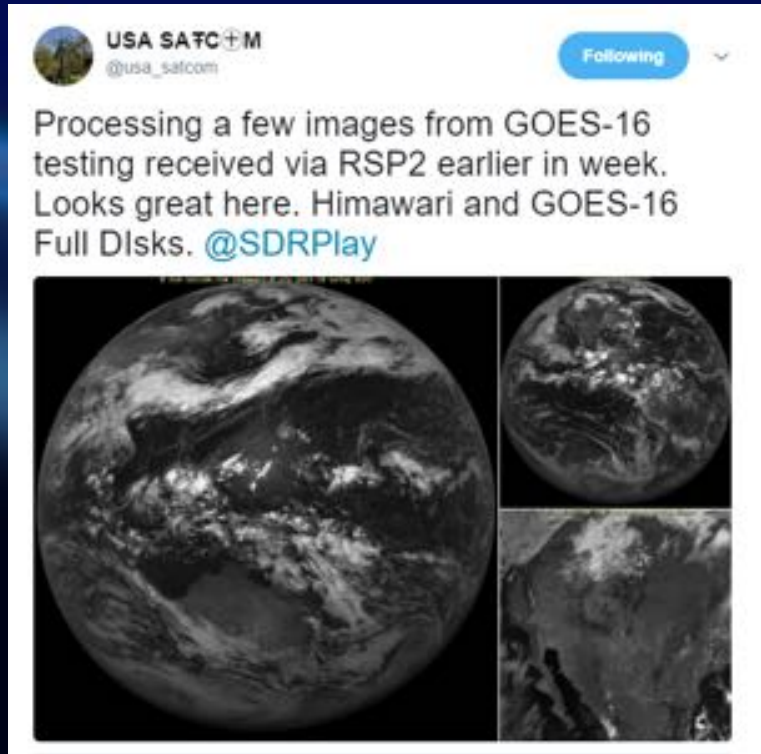 USA SAŦC🜨M
@usa_satcom
Following
Processing a few images from GOES-16
testing received via RSP2 earlier in week.
Looks great here. Himawari and GOES-16
Full DIsks. @SDRPlay